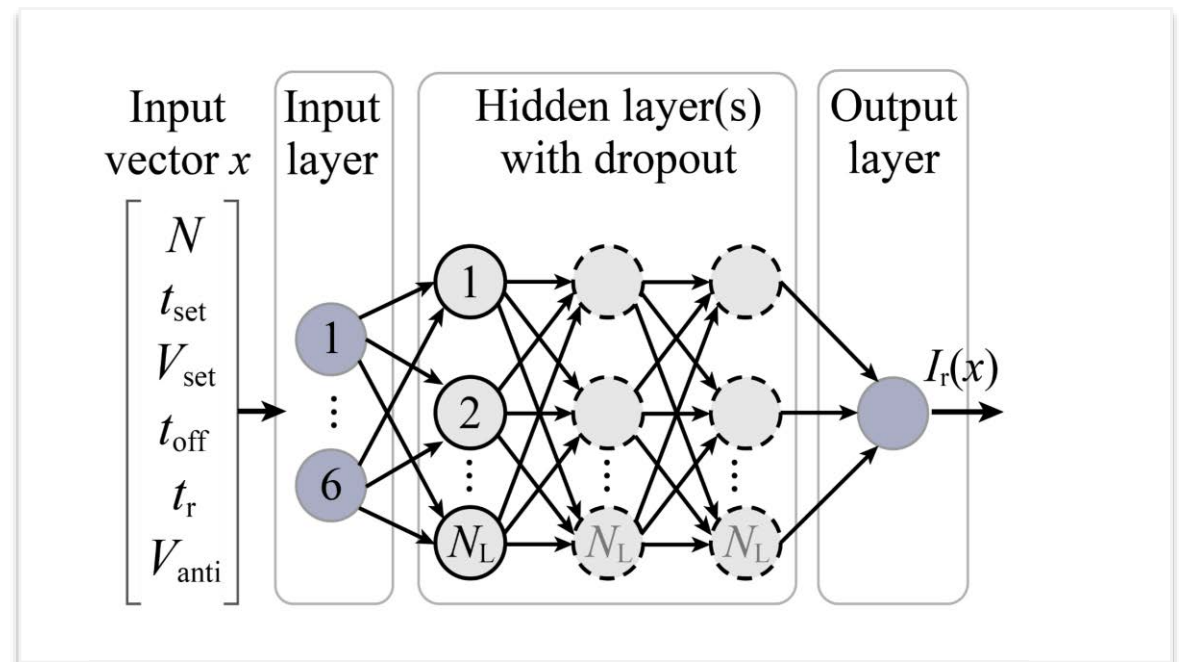 Input
vector x
Input
layer
Hidden layer(s)
with dropout
Output
layer
N
t_set
V_set
t_off
t_r
V_anti
1
⋮
6
1
2
⋮
N_L
⋮
N_L
⋮
N_L
I_r(x)